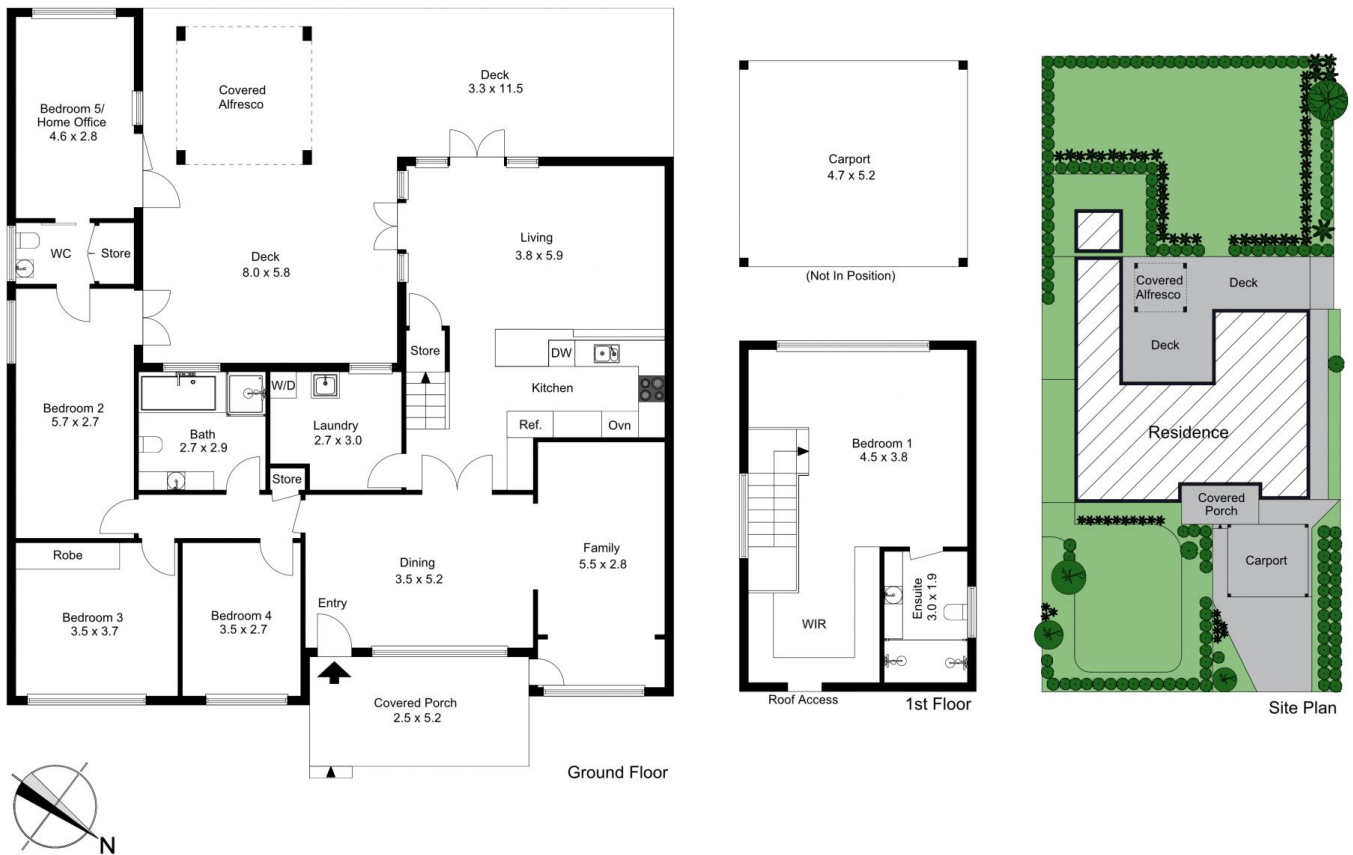 Bedroom 5/
Home Office
4.6 x 2.8
Covered
Alfresco
Deck
3.3 x 11.5
WC
Store
Deck
8.0 x 5.8
Living
3.8 x 5.9
Store
DW
Kitchen
Ref.
Ovn
Bedroom 2
5.7 x 2.7
W/D
Bath
2.7 x 2.9
Laundry
2.7 x 3.0
Store
Robe
Bedroom 3
3.5 x 3.7
Bedroom 4
3.5 x 2.7
Entry
Dining
3.5 x 5.2
Family
5.5 x 2.8
Covered Porch
2.5 x 5.2
Ground Floor
N
Carport
4.7 x 5.2
(Not In Position)
Bedroom 1
4.5 x 3.8
Ensuite
3.0 x 1.9
WIR
Roof Access
1st Floor
Covered
Alfresco
Deck
Deck
Residence
Covered
Porch
Carport
Site Plan